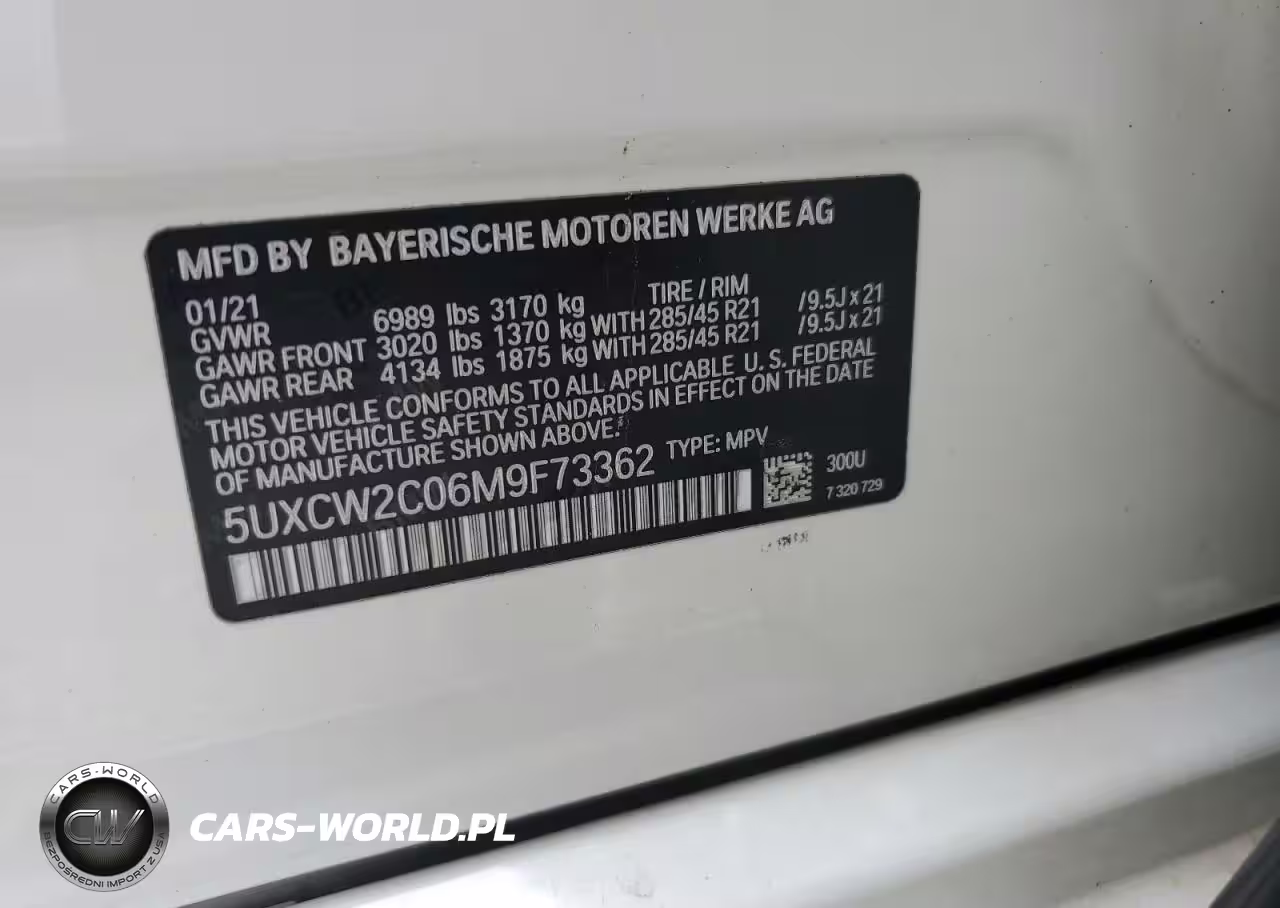 MFD BY BAYERISCHE MOTOREN WERKE AG
01/21 TIRE / RIM
GVWR 6989 lbs 3170 kg
GAWR FRONT 3020 lbs 1370 kg WITH 285/45 R21 /9.5J x 21
GAWR REAR 4134 lbs 1875 kg WITH 285/45 R21 /9.5J x 21
THIS VEHICLE CONFORMS TO ALL APPLICABLE U.S. FEDERAL
MOTOR VEHICLE SAFETY STANDARDS IN EFFECT ON THE DATE
OF MANUFACTURE SHOWN ABOVE.
5UXCW2C06M9F73362 TYPE: MPV
300U
7 320 729
CARS-WORLD
CW
BEZPOŚREDNI IMPORT Z USA
CARS-WORLD.PL